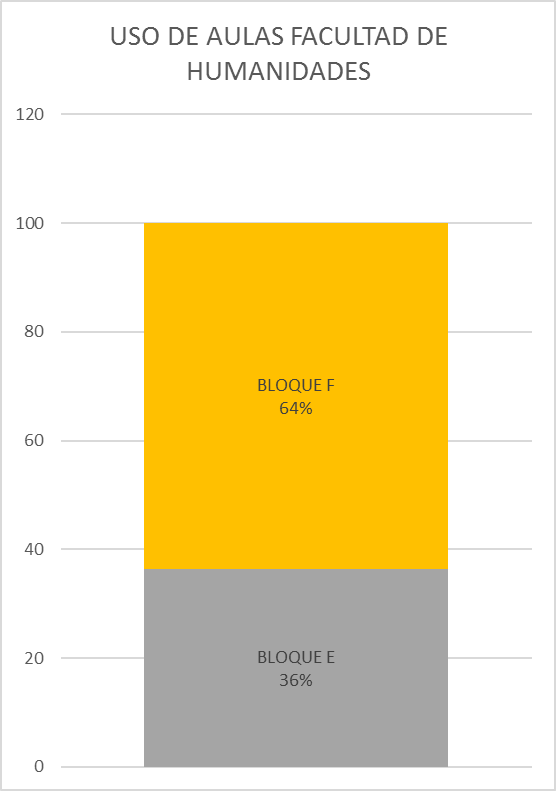 USO DE AULAS FACULTAD DE
HUMANIDADES
120
100
80
60
40
20
0
BLOQUE F
64%
BLOQUE E
36%